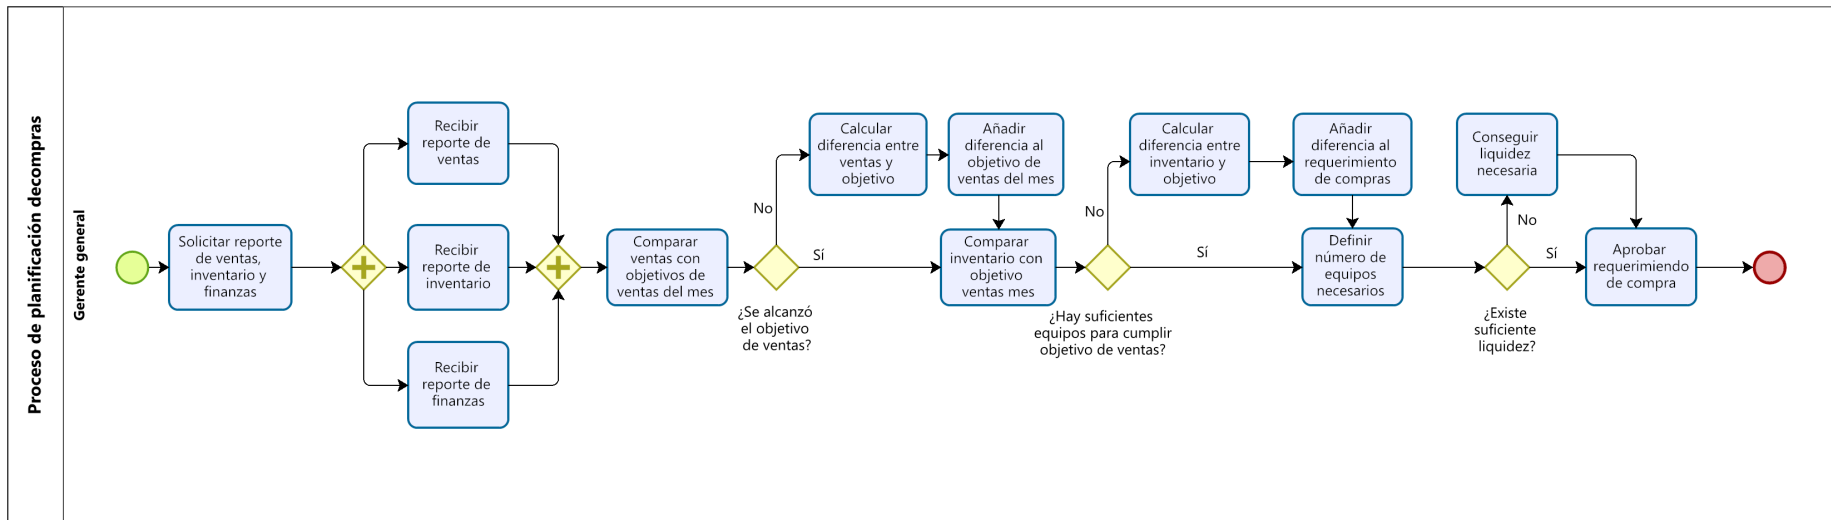 Proceso de planificación decompras
Gerente general
Solicitar reporte
de ventas,
inventario y
finanzas
Recibir
reporte de
ventas
Recibir
reporte de
inventario
Recibir
reporte de
finanzas
Comparar
ventas con
objetivos de
ventas del mes
¿Se alcanzó
el objetivo
de ventas?
No
Sí
Calcular
diferencia entre
ventas y
objetivo
Añadir
diferencia al
objetivo de
ventas del mes
Comparar
inventario con
objetivo
ventas mes
¿Hay suficientes
equipos para cumplir
objetivo de ventas?
No
Sí
Calcular
diferencia entre
inventario y
objetivo
Añadir
diferencia al
requerimiento
de compras
Definir
número de
equipos
necesarios
¿Existe
suficiente
liquidez?
No
Sí
Conseguir
liquidez
necesaria
Aprobar
requerimiendo
de compra